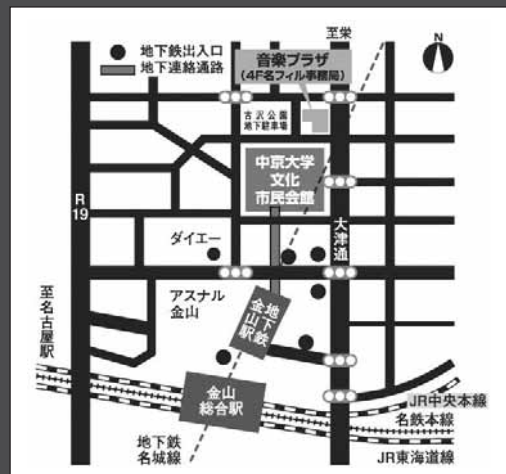 地下鉄出入口
地下連絡通路
至栄
N
音楽プラザ
(4F名フィル事務局)
古沢公園
地下駐車場
中京大学
文化
市民会館
R
19
大津通
ダイエー
アスナル
金山
地下鉄
金山駅
至名古屋駅
金山
総合駅
地下鉄
名城線
JR中央本線
名鉄本線
JR東海道線